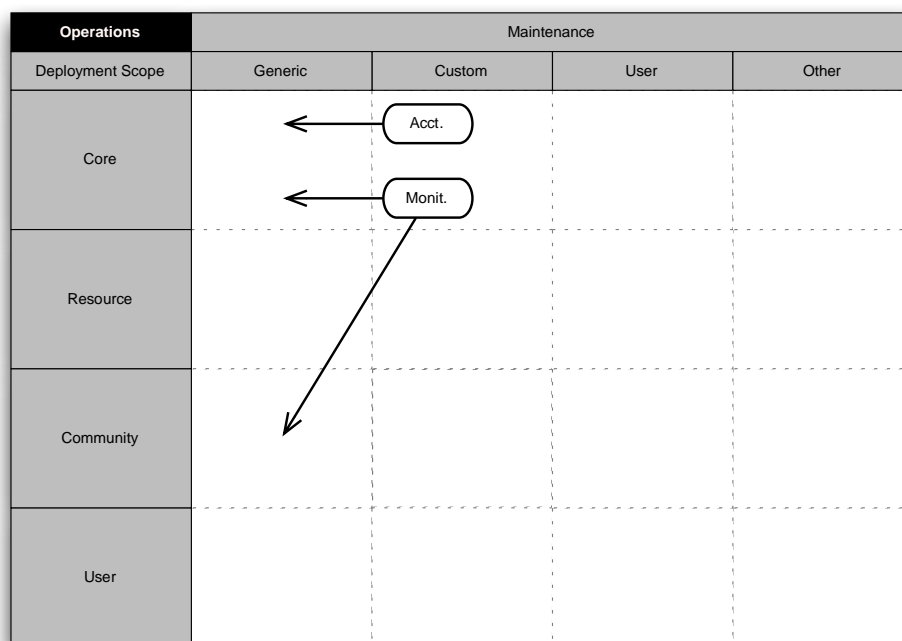 Operations
Maintenance
Deployment Scope
Generic
Custom
User
Other
Core
Acct.
Monit.
Resource
Community
User